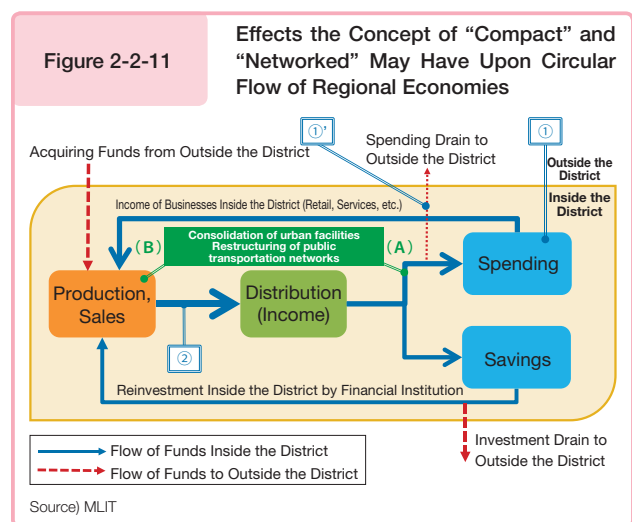 Figure 2-2-11
Effects the Concept of “Compact” and
“Networked” May Have Upon Circular
Flow of Regional Economies
①’
①
Acquiring Funds from Outside the District
Spending Drain to
Outside the District
Outside the
District
Inside the
District
Income of Businesses Inside the District (Retail, Services, etc.)
Consolidation of urban facilities
Restructuring of public
transportation networks
(B)
(A)
Production,
Sales
Distribution
(Income)
Spending
②
Savings
Reinvestment Inside the District by Financial Institution
Flow of Funds Inside the District
Flow of Funds to Outside the District
Investment Drain to
Outside the District
Source) MLIT